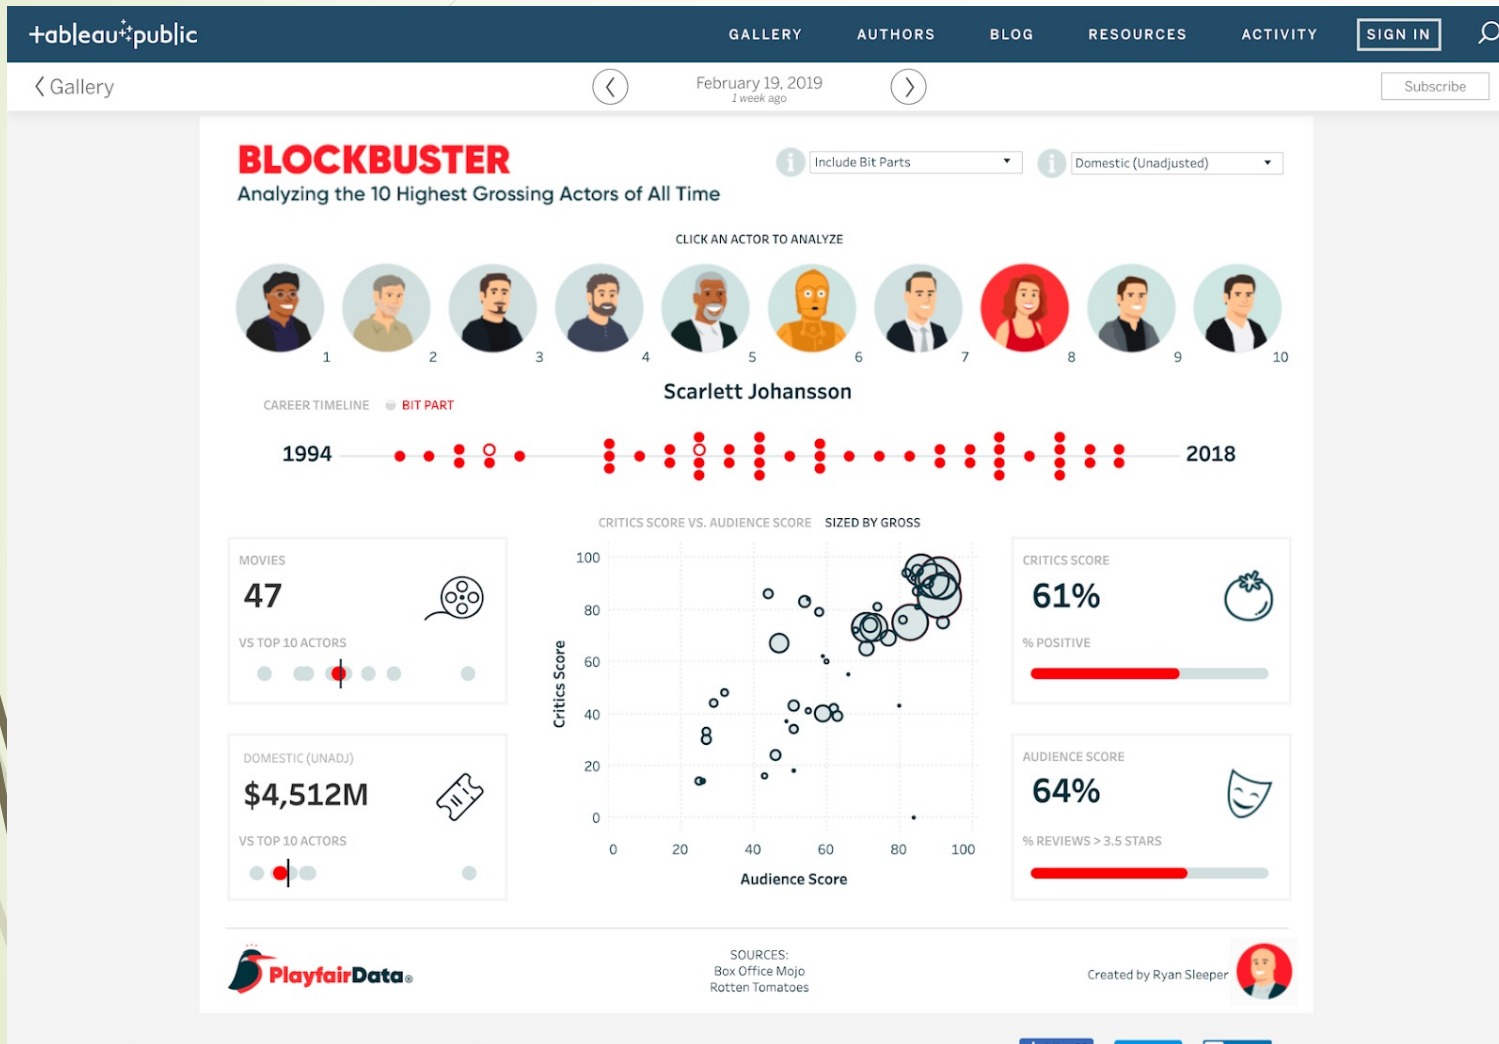 tableau public
GALLERY AUTHORS BLOG RESOURCES ACTIVITY SIGN IN
Gallery
February 19, 2019
1 week ago
Subscribe
BLOCKBUSTER
Analyzing the 10 Highest Grossing Actors of All Time
i Include Bit Parts
i Domestic (Unadjusted)
CLICK AN ACTOR TO ANALYZE
1 2 3 4 5 6 7 8 9 10
Scarlett Johansson
CAREER TIMELINE BIT PART
1994 2018
CRITICS SCORE VS. AUDIENCE SCORE SIZED BY GROSS
MOVIES
47
VS TOP 10 ACTORS
DOMESTIC (UNADJ)
$4,512M
VS TOP 10 ACTORS
Critics Score
100
80
60
40
20
0
0 20 40 60 80 100
Audience Score
CRITICS SCORE
61%
% POSITIVE
AUDIENCE SCORE
64%
% REVIEWS > 3.5 STARS
PlayfairData®
SOURCES:
Box Office Mojo
Rotten Tomatoes
Created by Ryan Sleeper